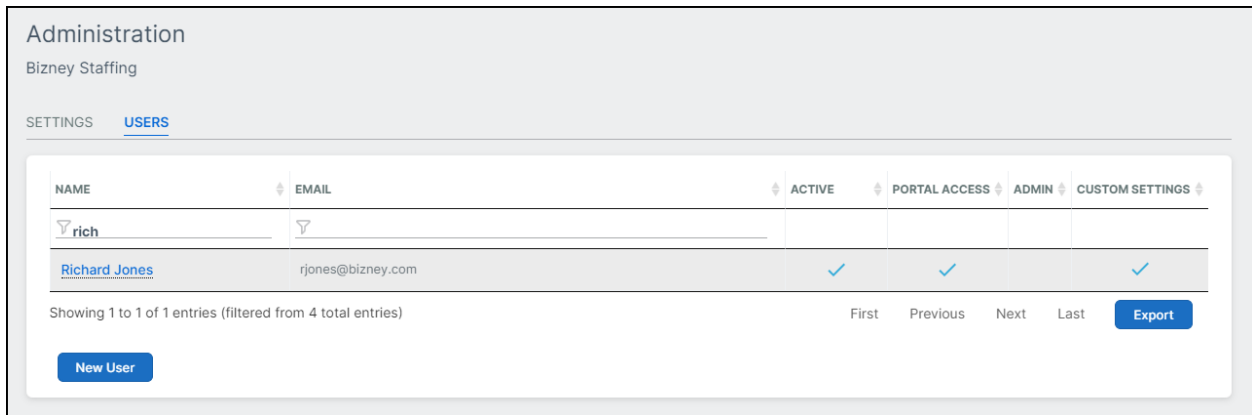 Administration
Bizney Staffing
SETTINGS USERS
NAME EMAIL ACTIVE PORTAL ACCESS ADMIN CUSTOM SETTINGS
rich
Richard Jones rjones@bizney.com
Showing 1 to 1 of 1 entries (filtered from 4 total entries) First Previous Next Last Export
New User